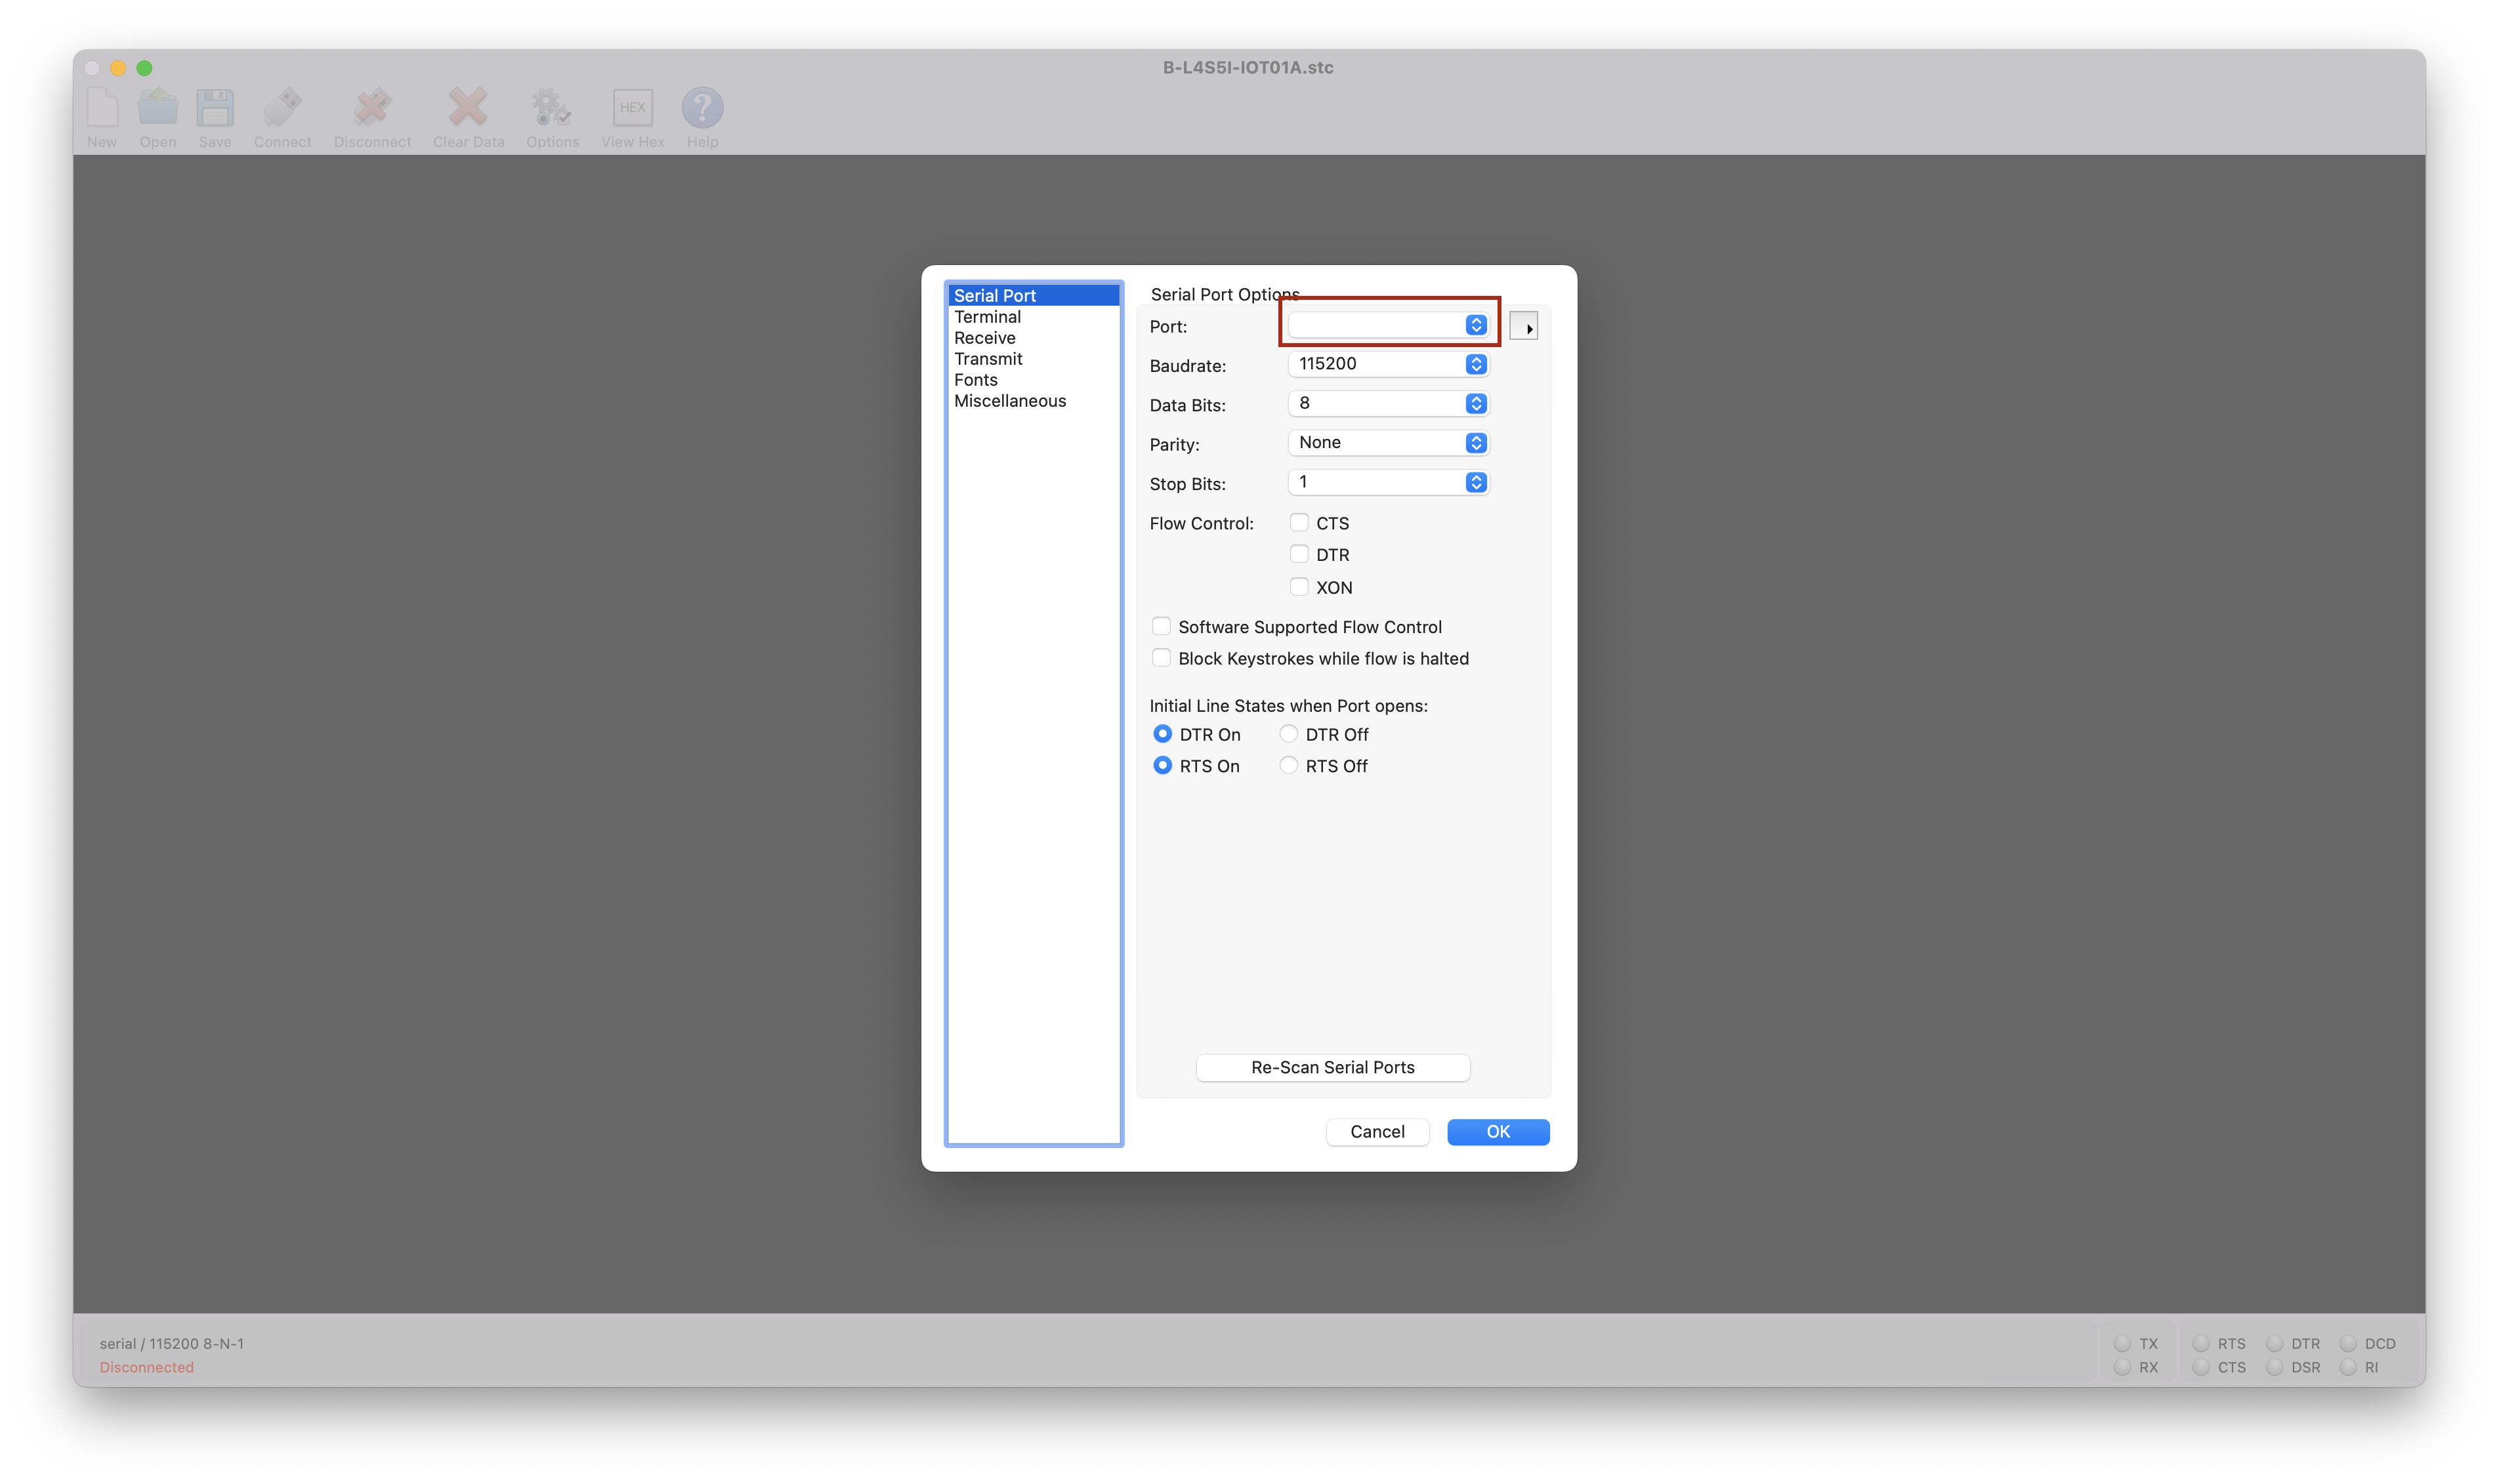 B-L4S5I-IOT01A.stc
HEX
?
New Open Save Connect Disconnect Clear Data Options View Hex Help
Serial Port
Terminal
Receive
Transmit
Fonts
Miscellaneous
Serial Port Options
Port:
Baudrate: 115200
Data Bits: 8
Parity: None
Stop Bits: 1
Flow Control: CTS
DTR
XON
Software Supported Flow Control
Block Keystrokes while flow is halted
Initial Line States when Port opens:
DTR On DTR Off
RTS On RTS Off
Re-Scan Serial Ports
Cancel OK
serial / 115200 8-N-1
Disconnected
TX RTS DTR DCD
RX CTS DSR RI